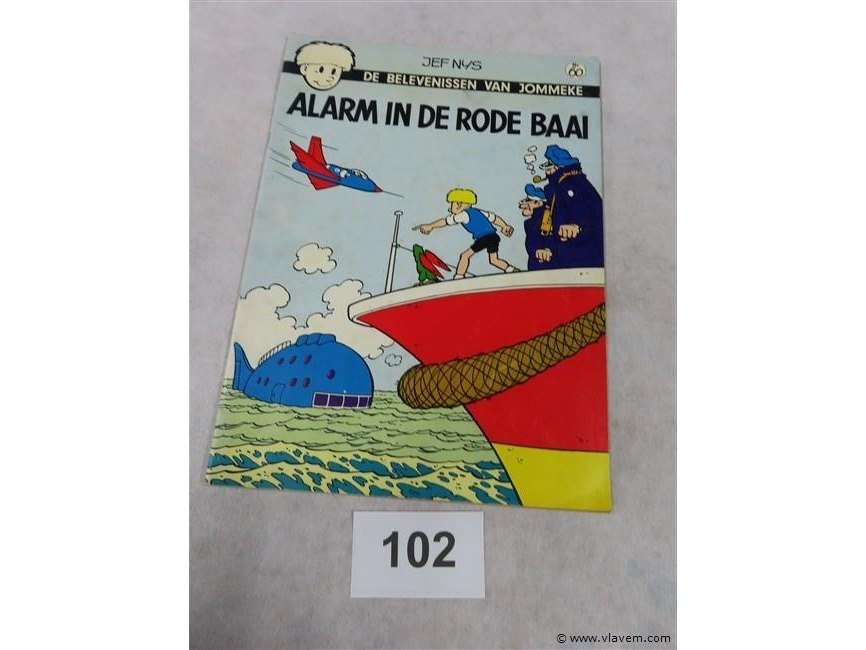 JEF NYS
Nr
60
DE BELEVENISSEN VAN JOMMEKE
ALARM IN DE RODE BAAI
102
© www.vlavem.com